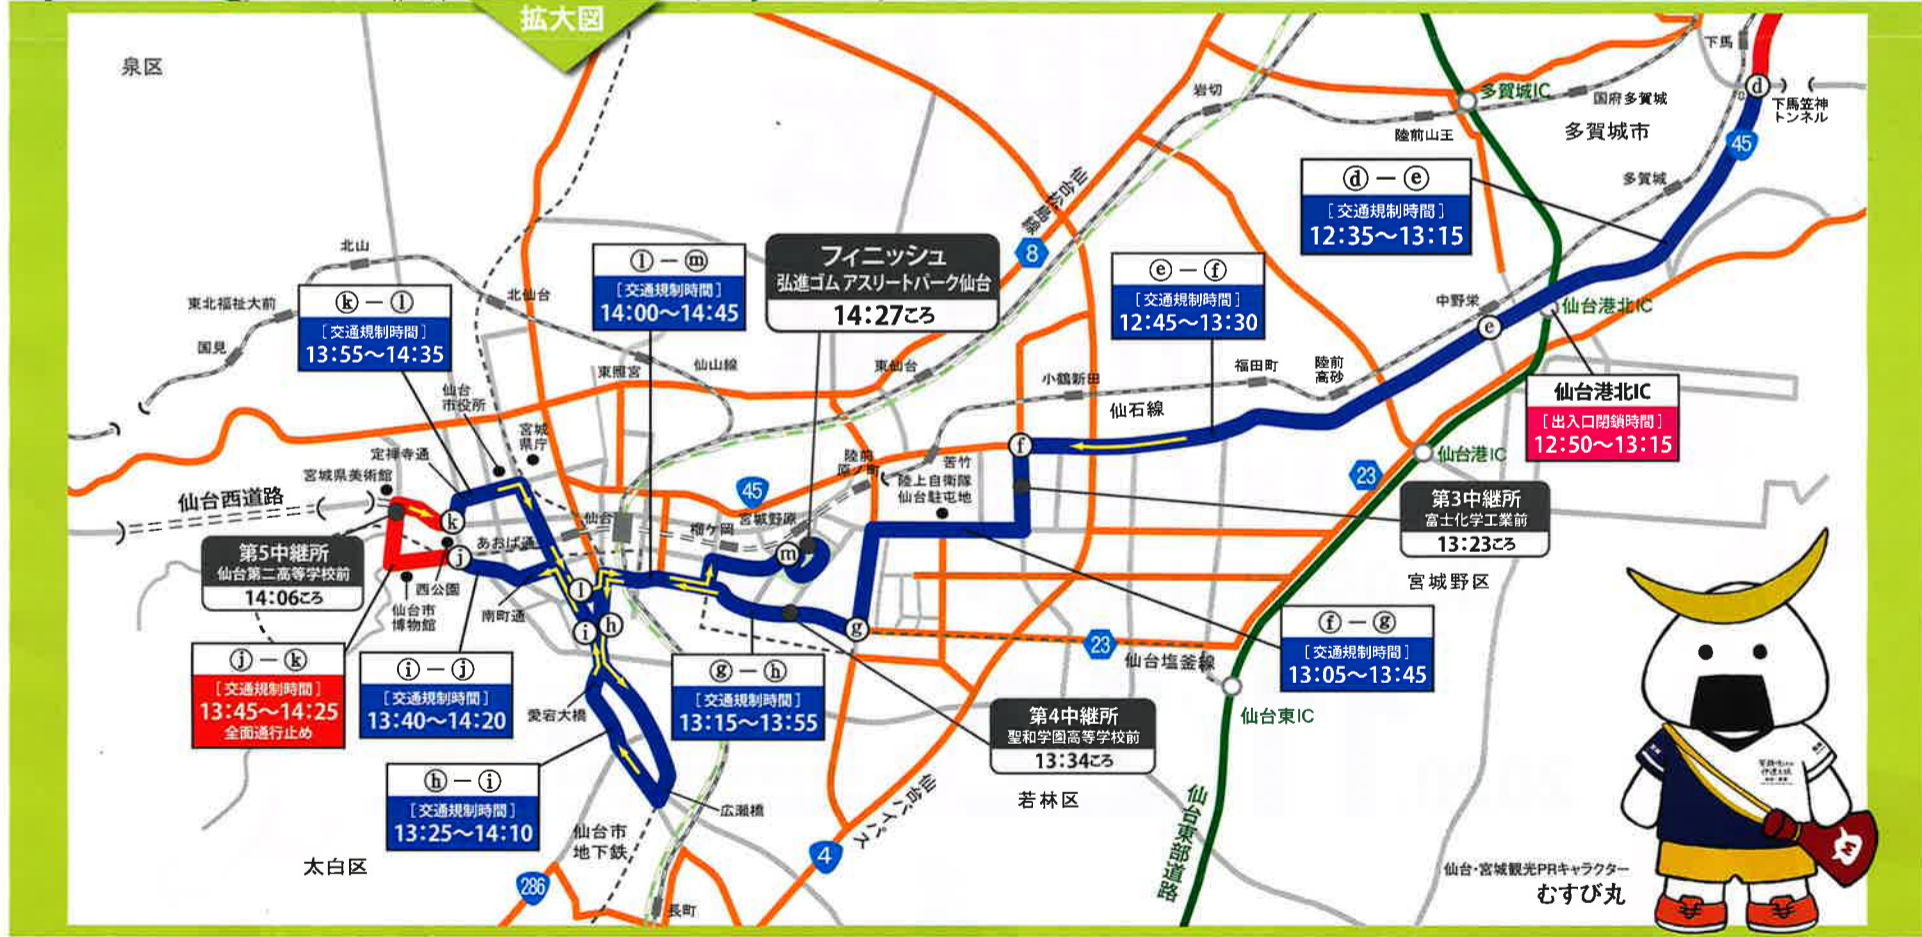 拡大図
泉区
下馬
ⓓ
下馬笠神
トンネル
45
岩切
多賀城IC
国府多賀城
陸前山王
多賀城市
多賀城
ⓓ － ⓔ
[交通規制時間]
12:35～13:15
仙台松島線
8
北山
東北福祉大前
国見
北仙台
ⓚ － ⓛ
[交通規制時間]
13:55～14:35
ⓛ － ⓜ
[交通規制時間]
14:00～14:45
フィニッシュ
弘進ゴム アスリートパーク仙台
14:27ころ
ⓔ － ⓕ
[交通規制時間]
12:45～13:30
中野栄
ⓔ
仙台港北IC
仙台港北IC
[出入口閉鎖時間]
12:50～13:15
東照宮
仙山線
東仙台
小鶴新田
福田町
陸前
高砂
仙石線
仙台
市役所
宮城
県庁
定禅寺通
宮城県美術館
仙台西道路
ⓚ
ⓙ
あおば通
仙台
榴ケ岡
宮城野原
45
陸前
原ノ町
苦竹
陸上自衛隊
仙台駐屯地
ⓕ
ⓜ
仙台港IC
23
第3中継所
富士化学工業前
13:23ころ
宮城野区
第5中継所
仙台第二高等学校前
14:06ころ
西公園
仙台市
博物館
南町通
ⓛ
ⓘ
ⓗ
ⓖ
23
仙台塩釜線
仙台東IC
ⓕ － ⓖ
[交通規制時間]
13:05～13:45
ⓙ － ⓚ
[交通規制時間]
13:45～14:25
全面通行止め
ⓘ － ⓙ
[交通規制時間]
13:40～14:20
愛宕大橋
ⓖ － ⓗ
[交通規制時間]
13:15～13:55
第4中継所
聖和学園高等学校前
13:34ころ
ⓗ － ⓘ
[交通規制時間]
13:25～14:10
広瀬橋
仙台市
地下鉄
若林区
仙台バイパス
4
仙台東部道路
太白区
286
長町
仙台・宮城観光PRキャラクター
むすび丸